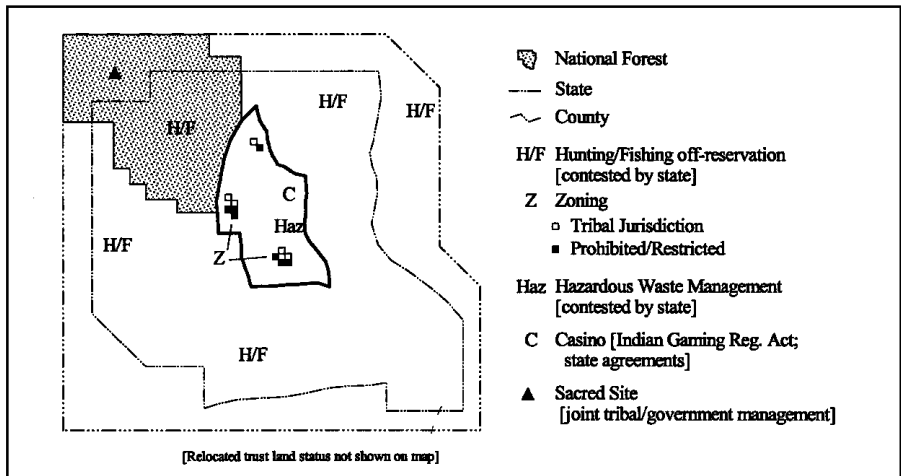 H/F
H/F
H/F
C
Haz
H/F
Z
H/F
[Relocated trust land status not shown on map]
National Forest
State
County
H/F Hunting/Fishing off-reservation
[contested by state]
Z Zoning
Tribal Jurisdiction
Prohibited/Restricted
Haz Hazardous Waste Management
[contested by state]
C Casino [Indian Gaming Reg. Act;
state agreements]
Sacred Site
[joint tribal/government management]